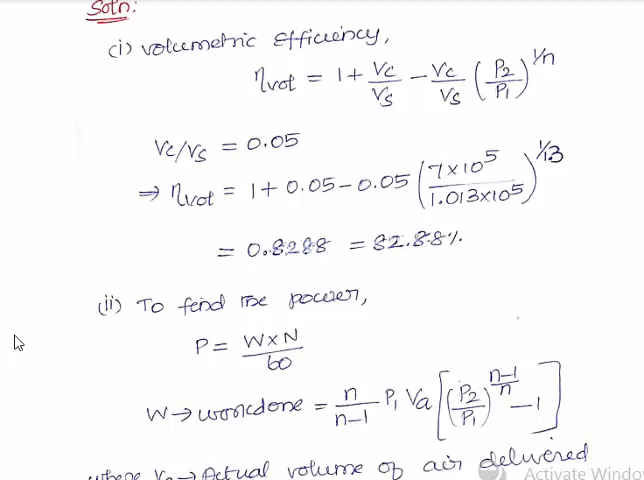 Soln:
(i) Volumetric Efficiency,
ηvol = 1 + Vc/Vs - Vc/Vs (P2/P1)^1/n
Vc/Vs = 0.05
⇒ ηvol = 1 + 0.05 - 0.05 (7×10^5/1.013×10^5)^1/1.3
= 0.8288 = 82.88%
(ii) To find the power,
P = W×N/60
W → workdone = n/n-1 P1 Va [(P2/P1)^n-1/n - 1]
where Va → Actual volume of air delivered
Activate Window